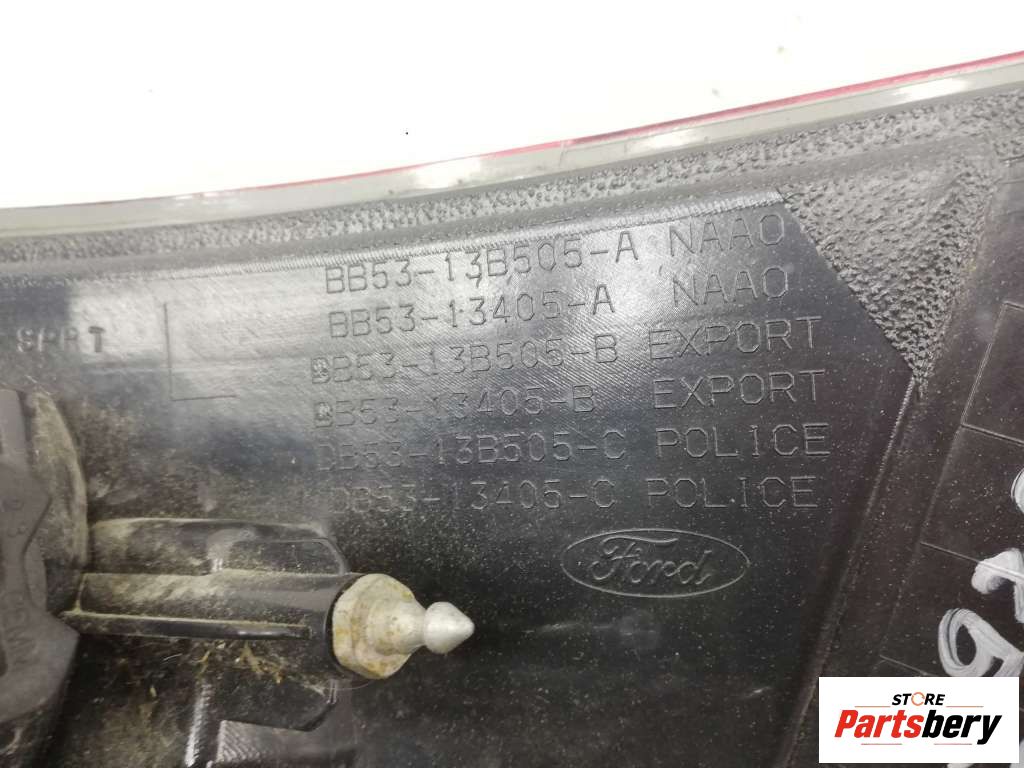 BB53-13B505-A NAAO
BB53-13405-A NAAO
BB53-13B505-B EXPORT
BB53-13405-B EXPORT
DB53-13B505-C POLICE
DB53-13405-C POLICE
Ford
STORE
Partsbery